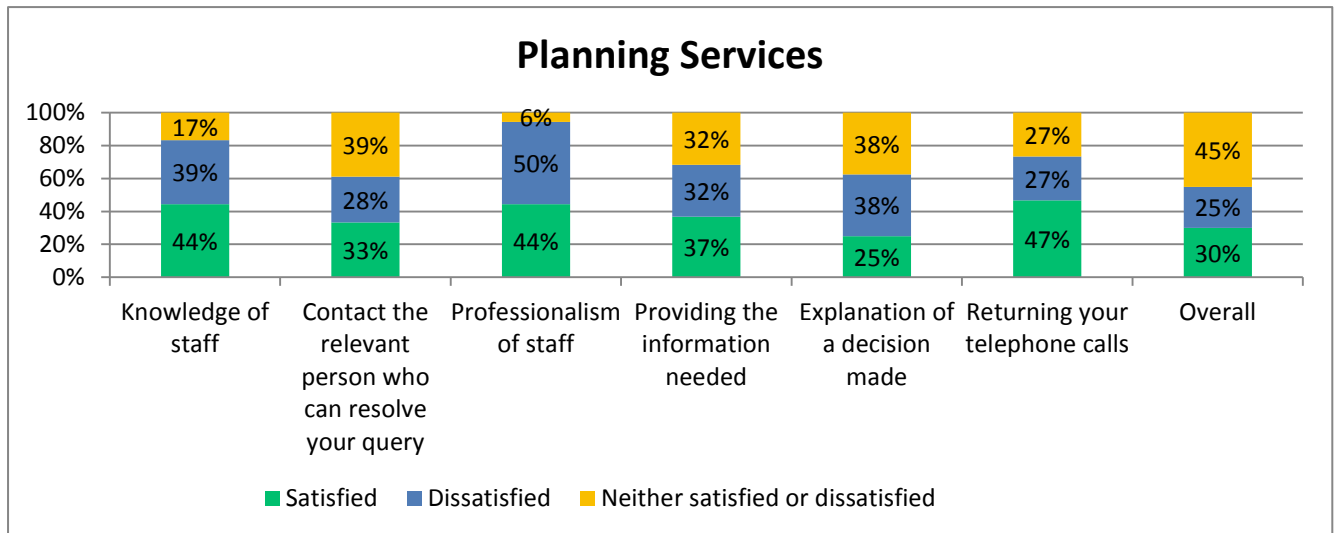 Planning Services
100%
80%
60%
40%
20%
0%
17%
39%
44%
39%
28%
33%
6%
50%
44%
32%
32%
37%
38%
38%
25%
27%
27%
47%
45%
25%
30%
Knowledge of
staff
Contact the
relevant
person who
can resolve
your query
Professionalism
of staff
Providing the
information
needed
Explanation of
a decision
made
Returning your
telephone calls
Overall
Satisfied
Dissatisfied
Neither satisfied or dissatisfied